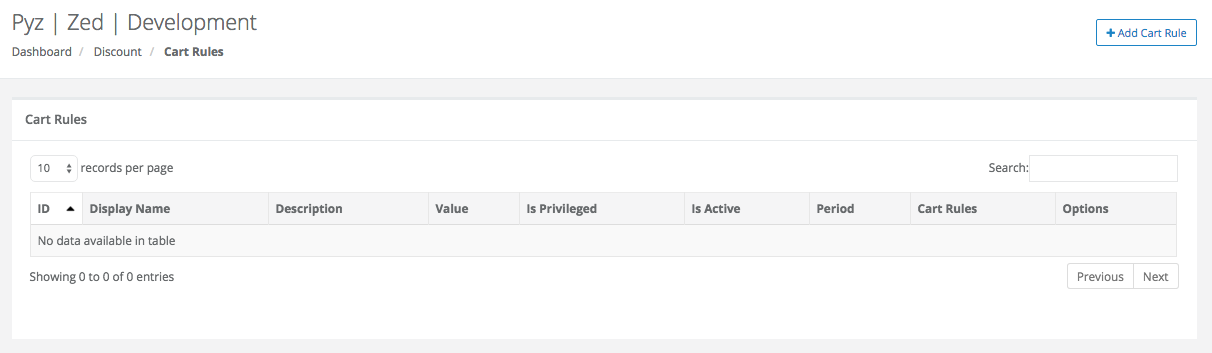 Pyz | Zed | Development
Dashboard / Discount / Cart Rules
+ Add Cart Rule
Cart Rules
10 records per page
Search:
ID Display Name Description Value Is Privileged Is Active Period Cart Rules Options
No data available in table
Showing 0 to 0 of 0 entries
Previous Next